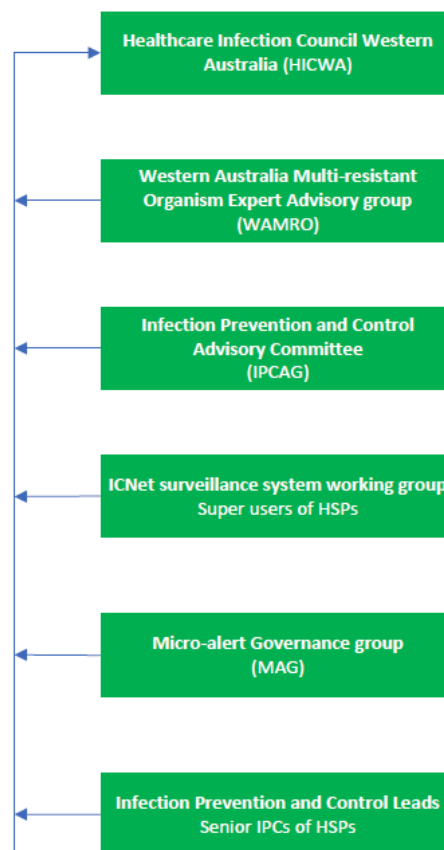 Healthcare Infection Council Western
Australia (HICWA)
Western Australia Multi-resistant
Organism Expert Advisory group
(WAMRO)
Infection Prevention and Control
Advisory Committee
(IPCAG)
ICNet surveillance system working group
Super users of HSPs
Micro-alert Governance group
(MAG)
Infection Prevention and Control Leads
Senior IPCs of HSPs